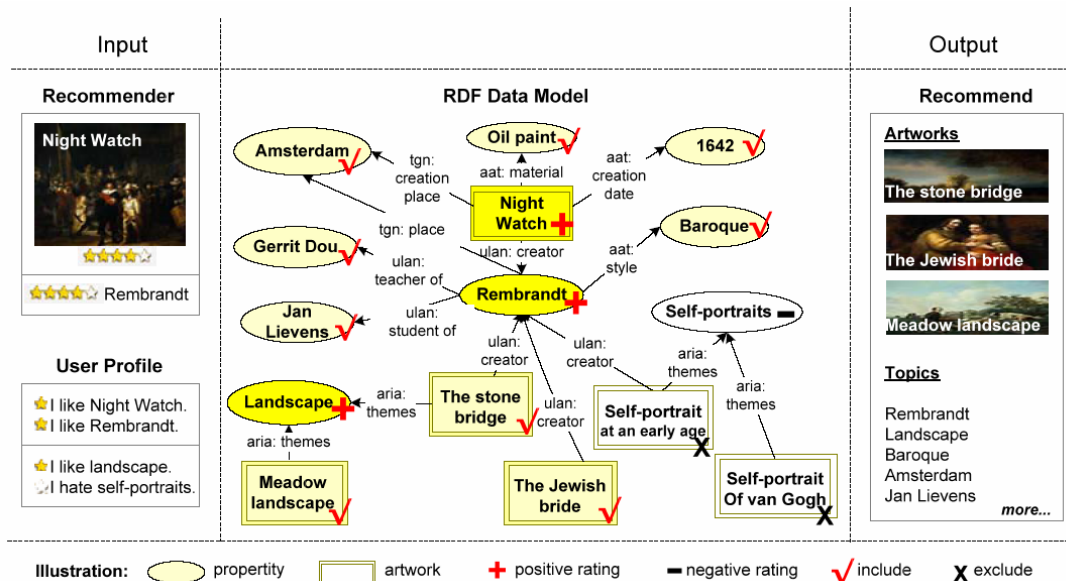 Input
Output
Recommender
RDF Data Model
Recommend
Night Watch
Rembrandt
User Profile
I like Night Watch.
I like Rembrandt.
I like landscape.
I hate self-portraits.
Amsterdam
Oil paint
1642
tgn:
creation
place
aat: material
aat:
creation
date
Night
Watch
tgn: place
ulan: creator
Gerrit Dou
Baroque
ulan:
teacher of
aat:
style
Rembrandt
Jan
Lievens
ulan:
student of
Self-portraits
ulan:
creator
ulan:
creator
aria:
themes
Landscape
aria:
themes
The stone
bridge
ulan:
creator
Self-portrait
at an early age
aria:
themes
aria: themes
Meadow
landscape
The Jewish
bride
Self-portrait
Of van Gogh
Artworks
The stone bridge
The Jewish bride
Meadow landscape
Topics
Rembrandt
Landscape
Baroque
Amsterdam
Jan Lievens
more...
Illustration:
propertity
artwork
positive rating
negative rating
include
x exclude